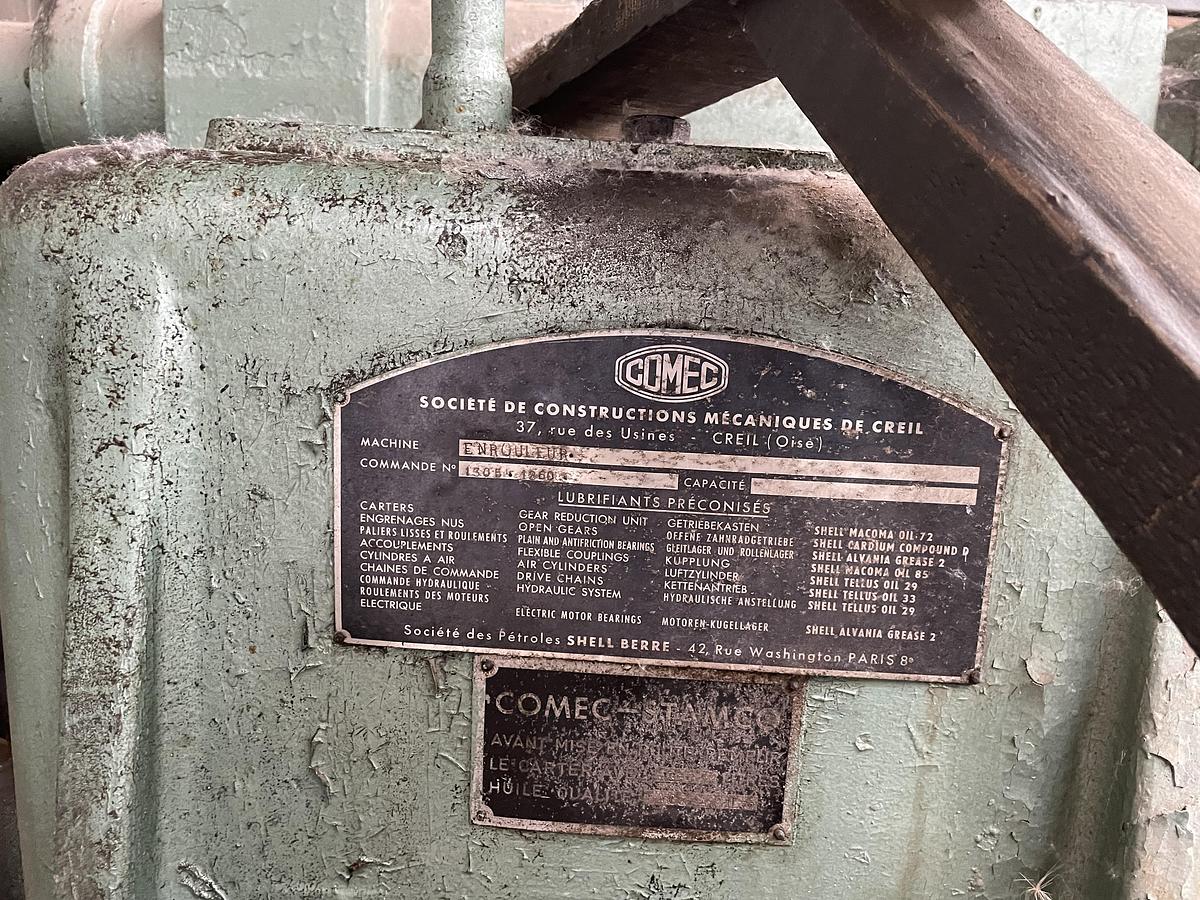 COMEC
SOCIÉTÉ DE CONSTRUCTIONS MÉCANIQUES DE CREIL
37, rue des Usines - CREIL (Oise)
MACHINE ENROULEUR
COMMANDE N° CAPACITÉ
LUBRIFIANTS PRÉCONISÉS
CARTERS GEAR REDUCTION UNIT GETRIEBEKASTEN SHELL MACOMA OIL 72
ENGRENAGES NUS OPEN GEARS OFFENE ZAHNRADGETRIEBE SHELL CARDIUM COMPOUND D
PALIERS LISSES ET ROULEMENTS PLAIN AND ANTIFRICTION BEARINGS GLEITLAGER UND ROLLENLAGER SHELL ALVANIA GREASE 2
ACCOUPLEMENTS FLEXIBLE COUPLINGS KUPPLUNG SHELL MACOMA OIL 85
CYLINDRES A AIR AIR CYLINDERS LUFTZYLINDER SHELL TELLUS OIL 29
CHAINES DE COMMANDE DRIVE CHAINS KETTENANTRIEB SHELL TELLUS OIL 33
COMMANDE HYDRAULIQUE HYDRAULIC SYSTEM HYDRAULISCHE ANSTELLUNG SHELL TELLUS OIL 29
ROULEMENTS DES MOTEURS
ELECTRIQUE ELECTRIC MOTOR BEARINGS MOTOREN-KUGELLAGER SHELL ALVANIA GREASE 2
Société des Pétroles SHELL BERRE - 42, Rue Washington PARIS 8e
COMEC-STAMCO
AVANT MISE EN ROUTE
LE CARTER
HUILE QUALITÉ